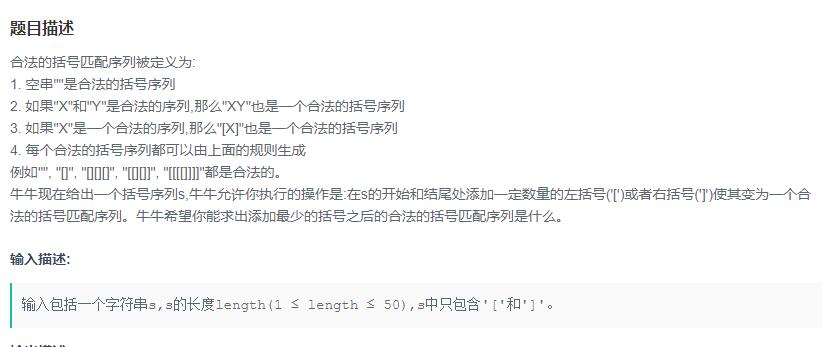 题目描述
合法的括号匹配序列被定义为:
1. 空串""是合法的括号序列
2. 如果"X"和"Y"是合法的序列,那么"XY"也是一个合法的括号序列
3. 如果"X"是一个合法的序列,那么"[X]"也是一个合法的括号序列
4. 每个合法的括号序列都可以由上面的规则生成
例如"", "[]", "[][][]", "[[][]]", "[[[[]]]]"都是合法的。
牛牛现在给出一个括号序列s,牛牛允许你执行的操作是:在s的开始和结尾处添加一定数量的左括号('[')或者右括号(']')使其变为一个合
法的括号匹配序列。牛牛希望你能求出添加最少的括号之后的合法的括号匹配序列是什么。
输入描述:
输入包括一个字符串s,s的长度length(1 ≤ length ≤ 50),s中只包含'['和']'。